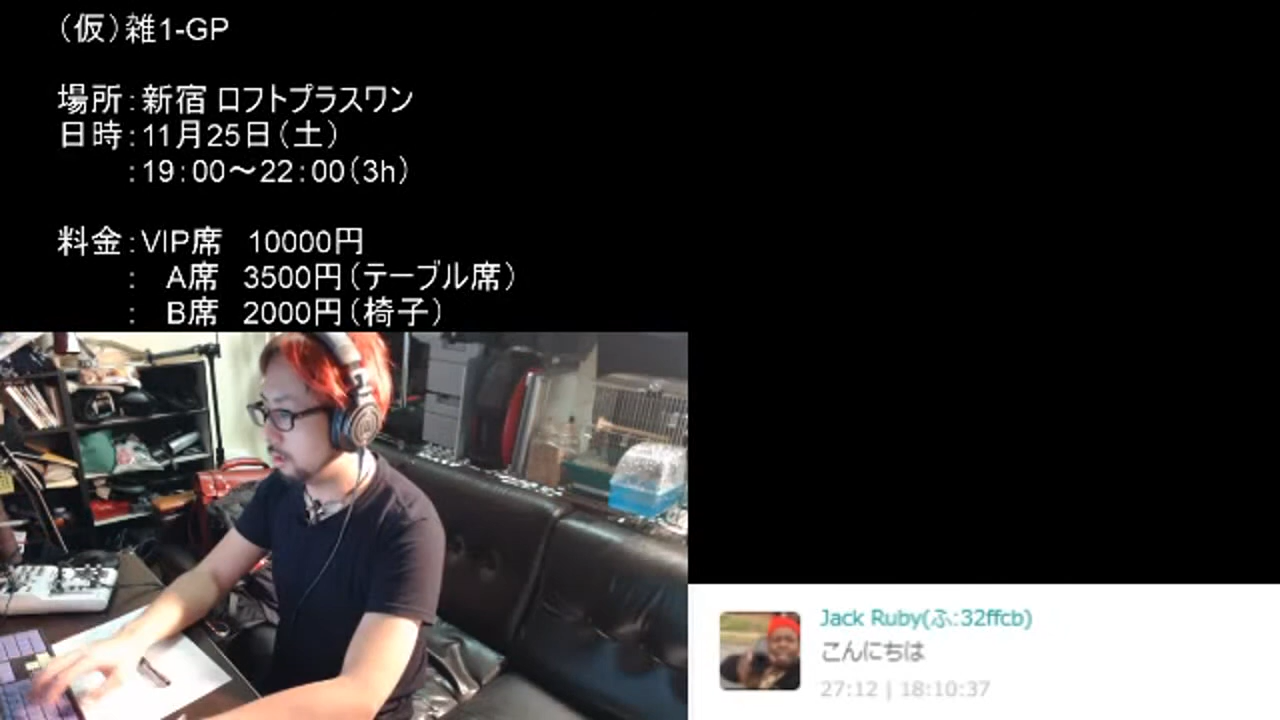 （仮）雑1-GP
場所：新宿 ロフトプラスワン
日時：11月25日（土）
：19：00～22：00（3h）
料金：VIP席 10000円
： A席 3500円（テーブル席）
： B席 2000円（椅子）
Jack Ruby(ふ:32ffcb)
こんにちは
27:12 | 18:10:37